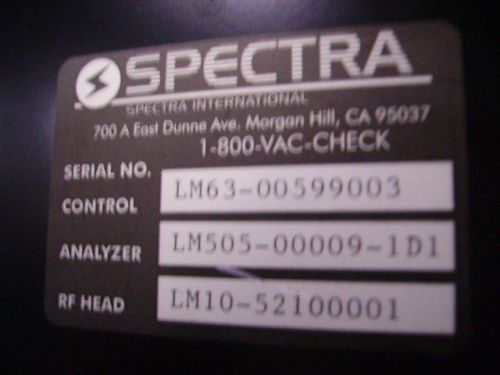 SPECTRA
SPECTRA INTERNATIONAL
700 A East Dunne Ave, Morgan Hill, CA 95037
1-800-VAC-CHECK
SERIAL NO.
CONTROL LM63-00599003
ANALYZER LM505-00009-1D1
RF HEAD LM10-52100001